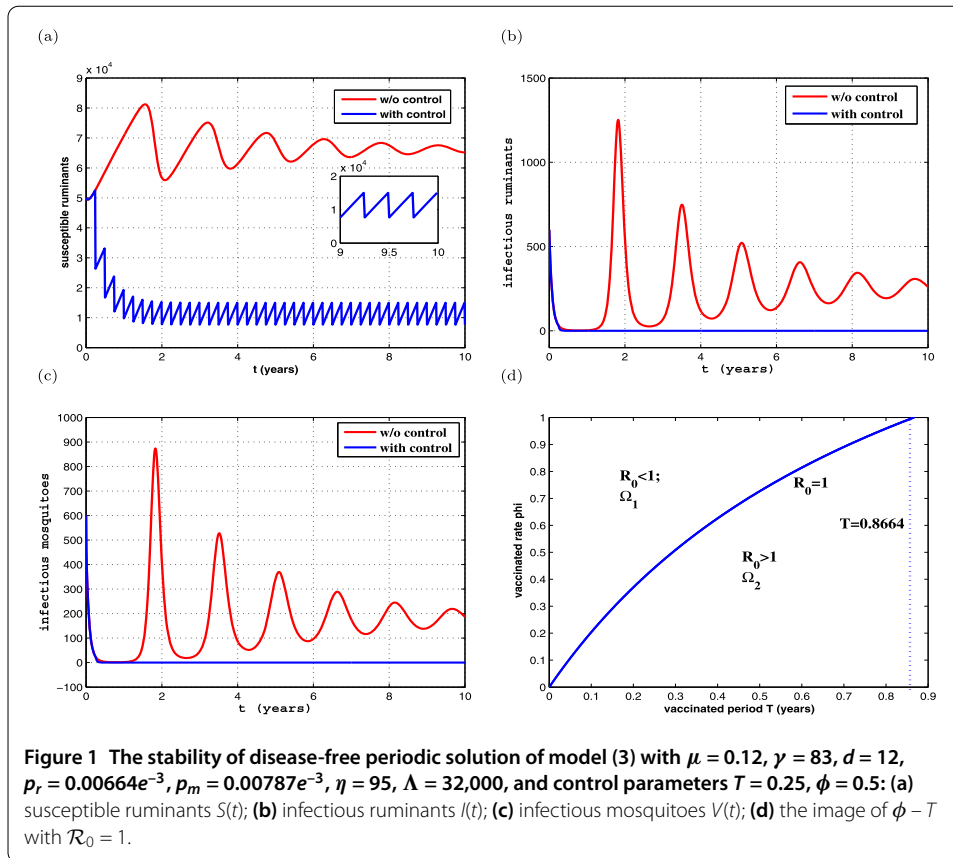 (a)
× 10⁴
9
8
7
6
5
4
3
2
1
0
susceptible ruminants
w/o control
with control
× 10⁴
2
1
0
9 9.5 10
0 2 4 6 8 10
t (years)
(b)
1500
1000
500
0
infectious ruminants
w/o control
with control
0 2 4 6 8 10
t (years)
(c)
1000
900
800
700
600
500
400
300
200
100
0
−100
infectious mosquitoes
w/o control
with control
0 2 4 6 8 10
t (years)
(d)
1
0.9
0.8
0.7
0.6
0.5
0.4
0.3
0.2
0.1
0
vaccinated rate phi
R₀<1;
Ω₁
R₀=1
T=0.8664
R₀>1
Ω₂
0 0.1 0.2 0.3 0.4 0.5 0.6 0.7 0.8 0.9
vaccinated period T (years)
Figure 1 The stability of disease-free periodic solution of model (3) with μ = 0.12, γ = 83, d = 12,
pᵣ = 0.00664e⁻³, pₘ = 0.00787e⁻³, η = 95, Λ = 32,000, and control parameters T = 0.25, ϕ = 0.5: (a)
susceptible ruminants S(t); (b) infectious ruminants I(t); (c) infectious mosquitoes V(t); (d) the image of ϕ – T
with ℛ₀ = 1.